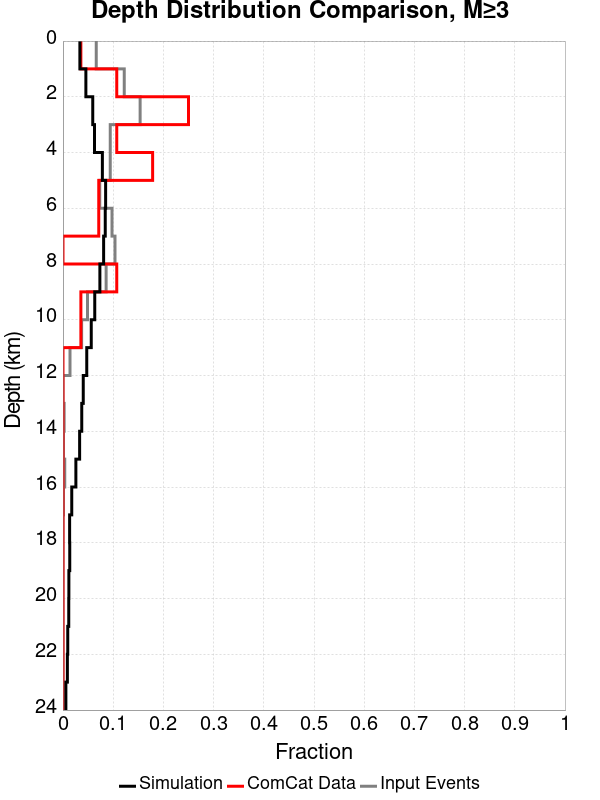 Depth Distribution Comparison, M≥3
0
2
4
6
8
10
12
14
16
18
20
22
24
Depth (km)
0 0.1 0.2 0.3 0.4 0.5 0.6 0.7 0.8 0.9 1
Fraction
Simulation ComCat Data Input Events